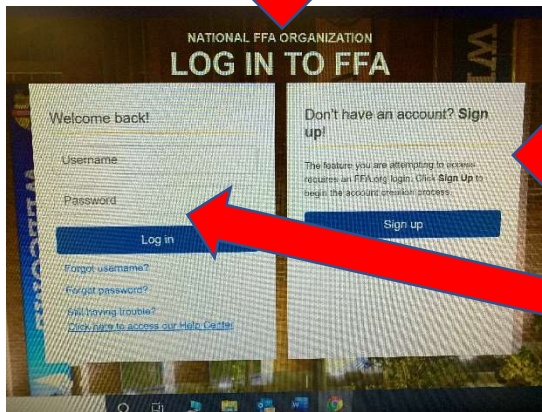 NATIONAL FFA ORGANIZATION
LOG IN TO FFA
Welcome back!
Username
Password
Log in
Forgot username?
Forgot password?
Still having trouble?
Click here to access our Help Center
Don't have an account? Sign
up!
The feature you are attempting to access
requires an FFA.org login. Click Sign Up to
begin the account creation process.
Sign up